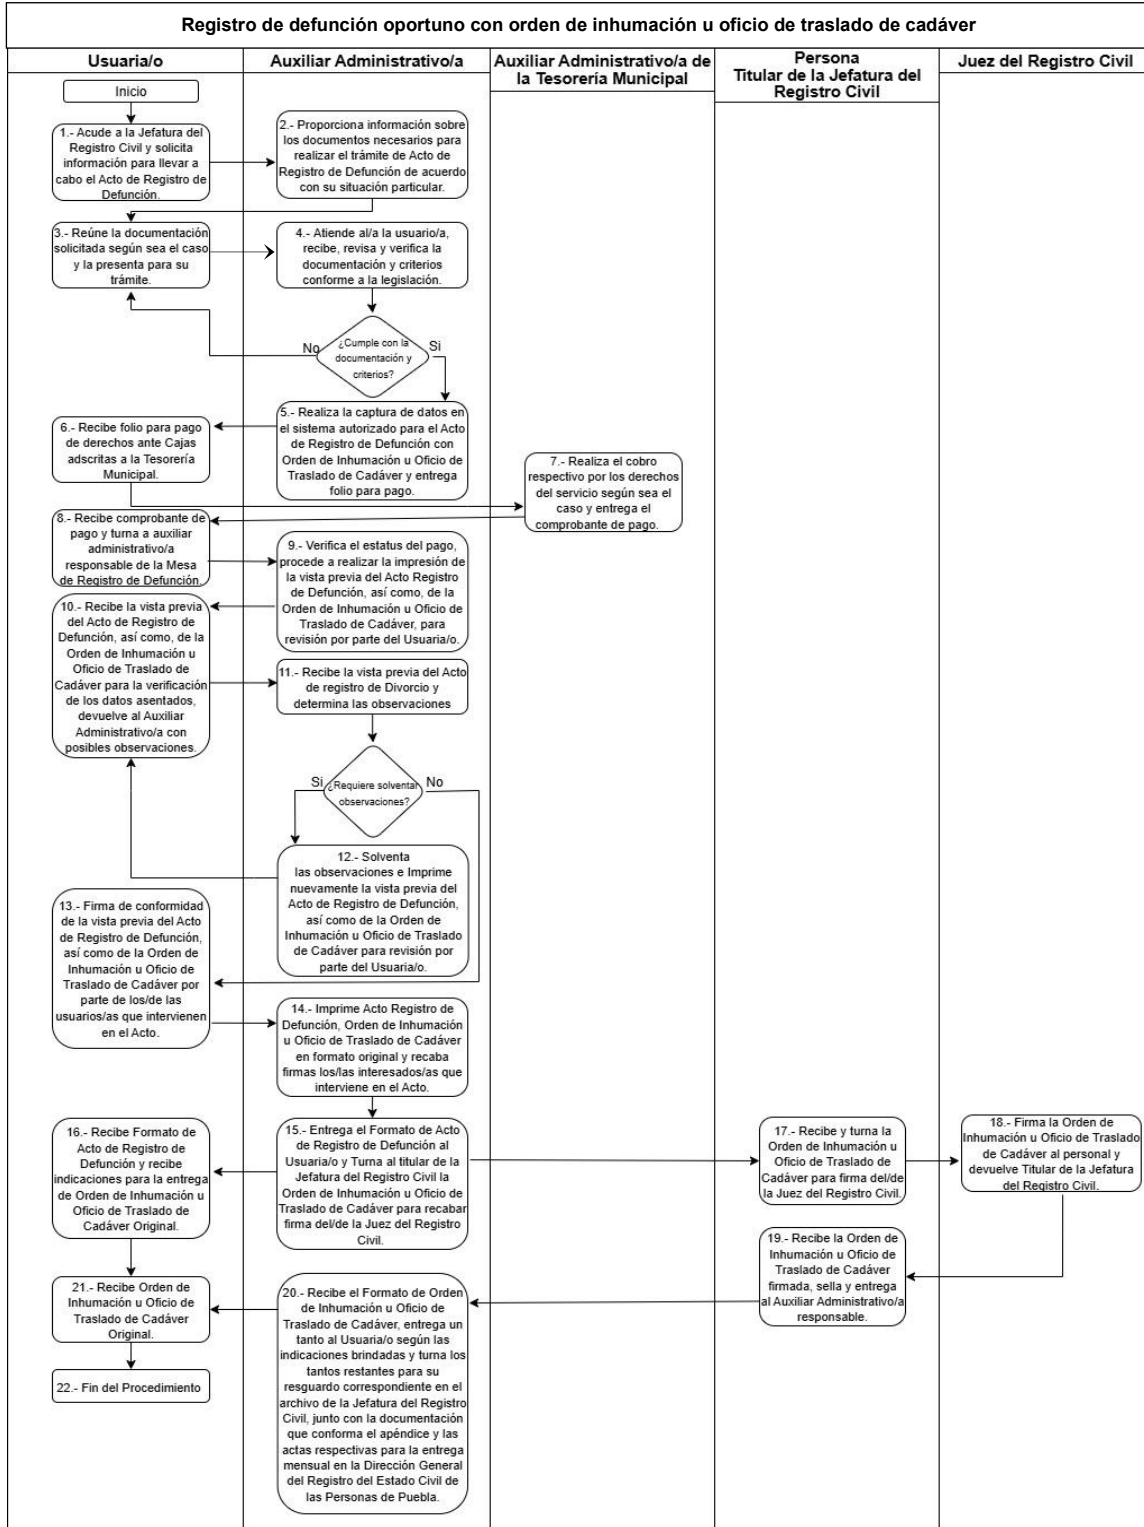 Registro de defunción oportuno con orden de inhumación u oficio de traslado de cadáver
Usuaria/o
Auxiliar Administrativo/a
Auxiliar Administrativo/a de
la Tesorería Municipal
Persona
Titular de la Jefatura del
Registro Civil
Juez del Registro Civil
Inicio
1.- Acude a la Jefatura del
Registro Civil y solicita
información para llevar a
cabo el Acto de Registro de
Defunción.
2.- Proporciona información sobre
los documentos necesarios para
realizar el trámite de Acto de
Registro de Defunción de acuerdo
con su situación particular.
3.- Reúne la documentación
solicitada según sea el caso
y la presenta para su
trámite.
4.- Atiende al/a la usuario/a,
recibe, revisa y verifica la
documentación y criterios
conforme a la legislación.
¿Cumple con la
documentación y
criterios?
No
Si
5.- Realiza la captura de datos en
el sistema autorizado para el Acto
de Registro de Defunción con
Orden de Inhumación u Oficio de
Traslado de Cadáver y entrega
folio para pago.
6.- Recibe folio para pago
de derechos ante Cajas
adscritas a la Tesorería
Municipal.
7.- Realiza el cobro
respectivo por los derechos
del servicio según sea el
caso y entrega el
comprobante de pago.
8.- Recibe comprobante de
pago y turna a auxiliar
administrativo/a
responsable de la Mesa
de Registro de Defunción.
9.- Verifica el estatus del pago,
procede a realizar la impresión de
la vista previa del Acto Registro
de Defunción, así como, de la
Orden de Inhumación u Oficio de
Traslado de Cadáver, para
revisión por parte del Usuaria/o.
10.- Recibe la vista previa
del Acto de Registro de
Defunción, así como, de la
Orden de Inhumación u
Oficio de Traslado de
Cadáver para la verificación
de los datos asentados,
devuelve al Auxiliar
Administrativo/a con
posibles observaciones.
11.- Recibe la vista previa del Acto
de registro de Divorcio y
determina las observaciones
¿Requiere solventar
observaciones?
Si
No
12.- Solventa
las observaciones e Imprime
nuevamente la vista previa del
Acto de Registro de Defunción,
así como de la Orden de
Inhumación u Oficio de Traslado
de Cadáver para revisión por
parte del Usuaria/o.
13.- Firma de conformidad
de la vista previa del Acto
de Registro de Defunción,
así como de la Orden de
Inhumación u Oficio de
Traslado de Cadáver por
parte de los/de las
usuarios/as que intervienen
en el Acto.
14.- Imprime Acto Registro de
Defunción, Orden de Inhumación
u Oficio de Traslado de Cadáver
en formato original y recaba
firmas los/las interesados/as que
interviene en el Acto.
15.- Entrega el Formato de Acto
de Registro de Defunción al
Usuaria/o y Turna al titular de la
Jefatura del Registro Civil la
Orden de Inhumación u Oficio de
Traslado de Cadáver para recabar
firma del/de la Juez del Registro
Civil.
16.- Recibe Formato de
Acto de Registro de
Defunción y recibe
indicaciones para la entrega
de Orden de Inhumación u
Oficio de Traslado de
Cadáver Original.
17.- Recibe y turna la
Orden de Inhumación u
Oficio de Traslado de
Cadáver para firma del/de
la Juez del Registro Civil.
18.- Firma la Orden de
Inhumación u Oficio de Traslado
de Cadáver al personal y
devuelve Titular de la Jefatura
del Registro Civil.
19.- Recibe la Orden de
Inhumación u Oficio de
Traslado de Cadáver
firmada, sella y entrega
al Auxiliar Administrativo/a
responsable.
20.- Recibe el Formato de Orden
de Inhumación u Oficio de
Traslado de Cadáver, entrega un
tanto al Usuaria/o según las
indicaciones brindadas y turna los
tantos restantes para su
resguardo correspondiente en el
archivo de la Jefatura del Registro
Civil, junto con la documentación
que conforma el apéndice y las
actas respectivas para la entrega
mensual en la Dirección General
del Registro del Estado Civil de
las Personas de Puebla.
21.- Recibe Orden de
Inhumación u Oficio de
Traslado de Cadáver
Original.
22.- Fin del Procedimiento